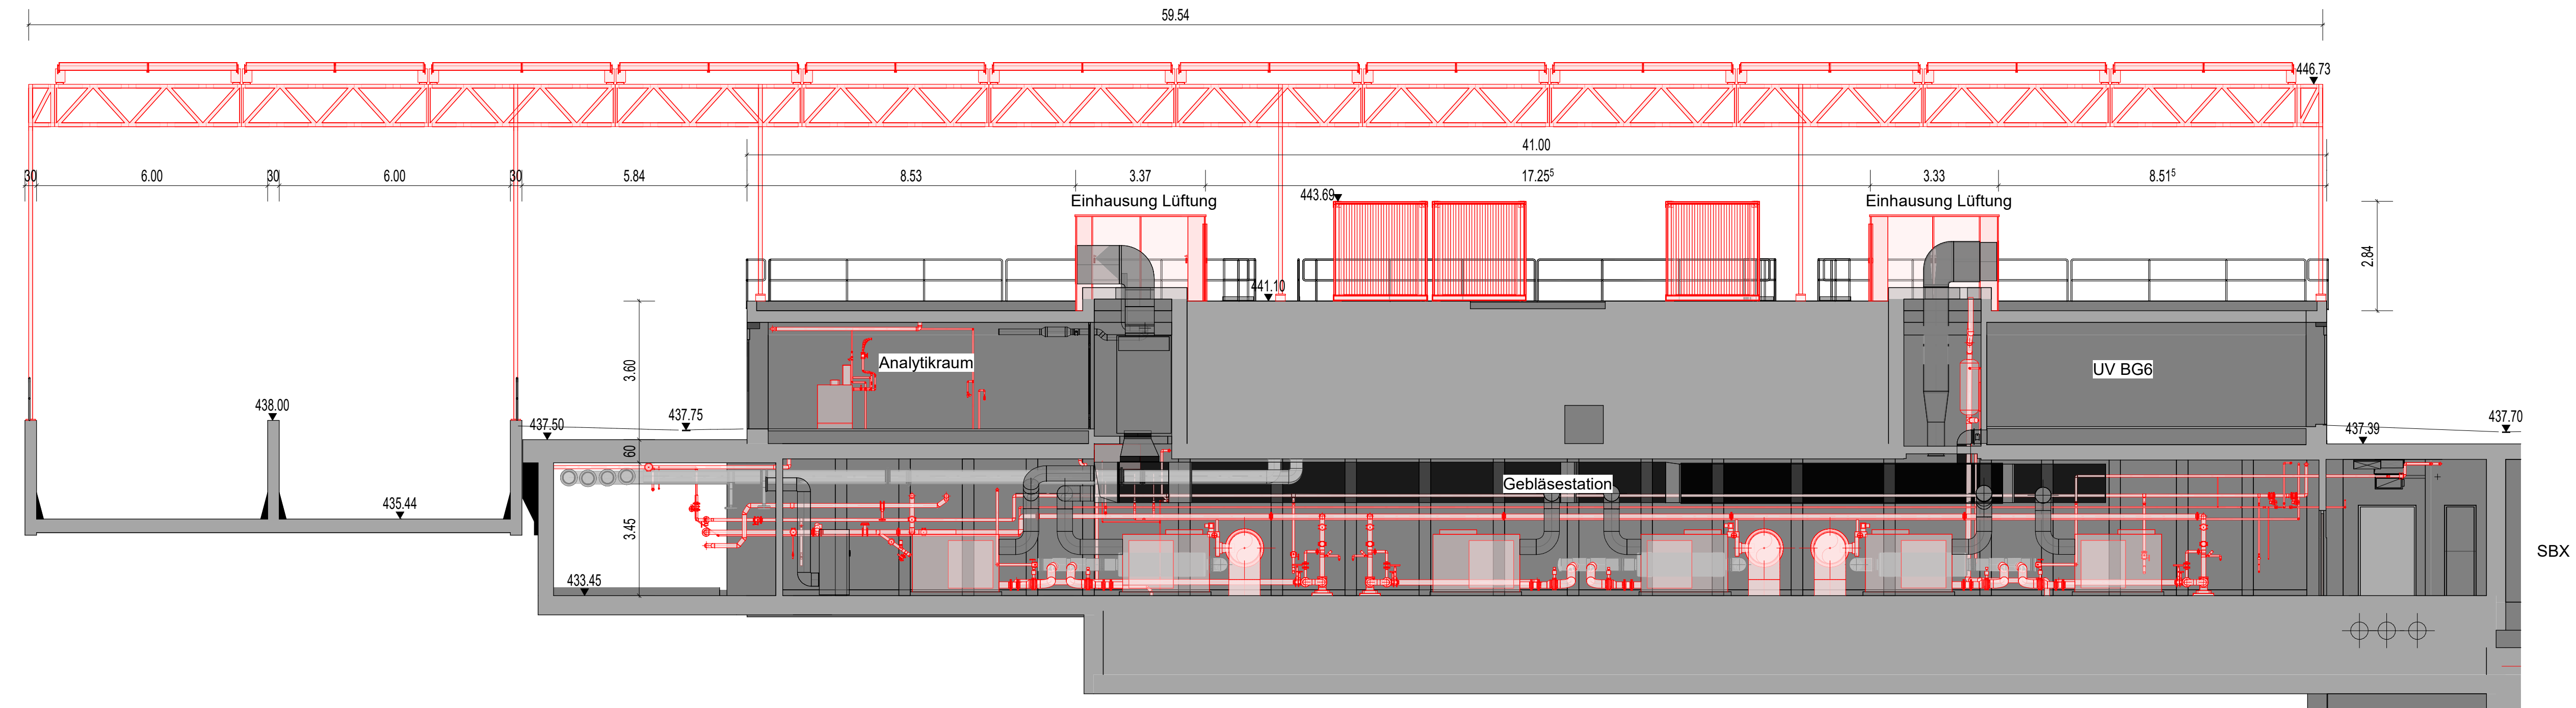 59.54
446.73
41.00
30 6.00 30 6.00 30 5.84 8.53 3.37 17.25⁵ 3.33 8.51⁵
443.69
Einhausung Lüftung Einhausung Lüftung
2.84
441.10
Analytikraum
UV BG6
3.60
438.00
437.50
437.75
437.70
437.39
60
Gebläsestation
435.44
3.45
SBX
433.45